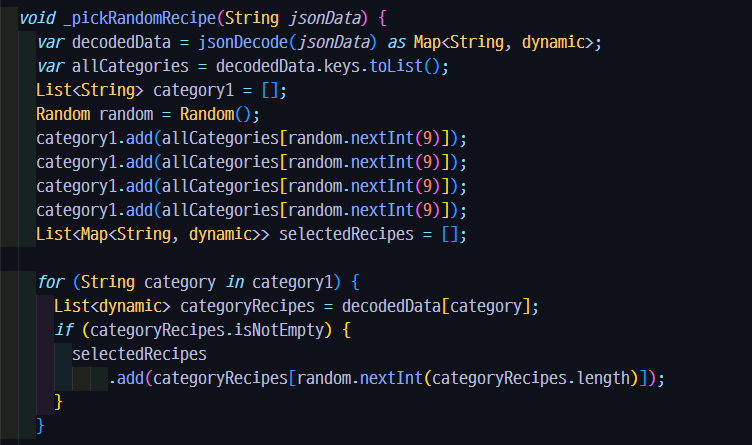 void _pickRandomRecipe(String jsonData) {
  var decodedData = jsonDecode(jsonData) as Map<String, dynamic>;
  var allCategories = decodedData.keys.toList();
  List<String> category1 = [];
  Random random = Random();
  category1.add(allCategories[random.nextInt(9)]);
  category1.add(allCategories[random.nextInt(9)]);
  category1.add(allCategories[random.nextInt(9)]);
  category1.add(allCategories[random.nextInt(9)]);
  List<Map<String, dynamic>> selectedRecipes = [];

  for (String category in category1) {
    List<dynamic> categoryRecipes = decodedData[category];
    if (categoryRecipes.isNotEmpty) {
      selectedRecipes
          .add(categoryRecipes[random.nextInt(categoryRecipes.length)]);
    }
  }